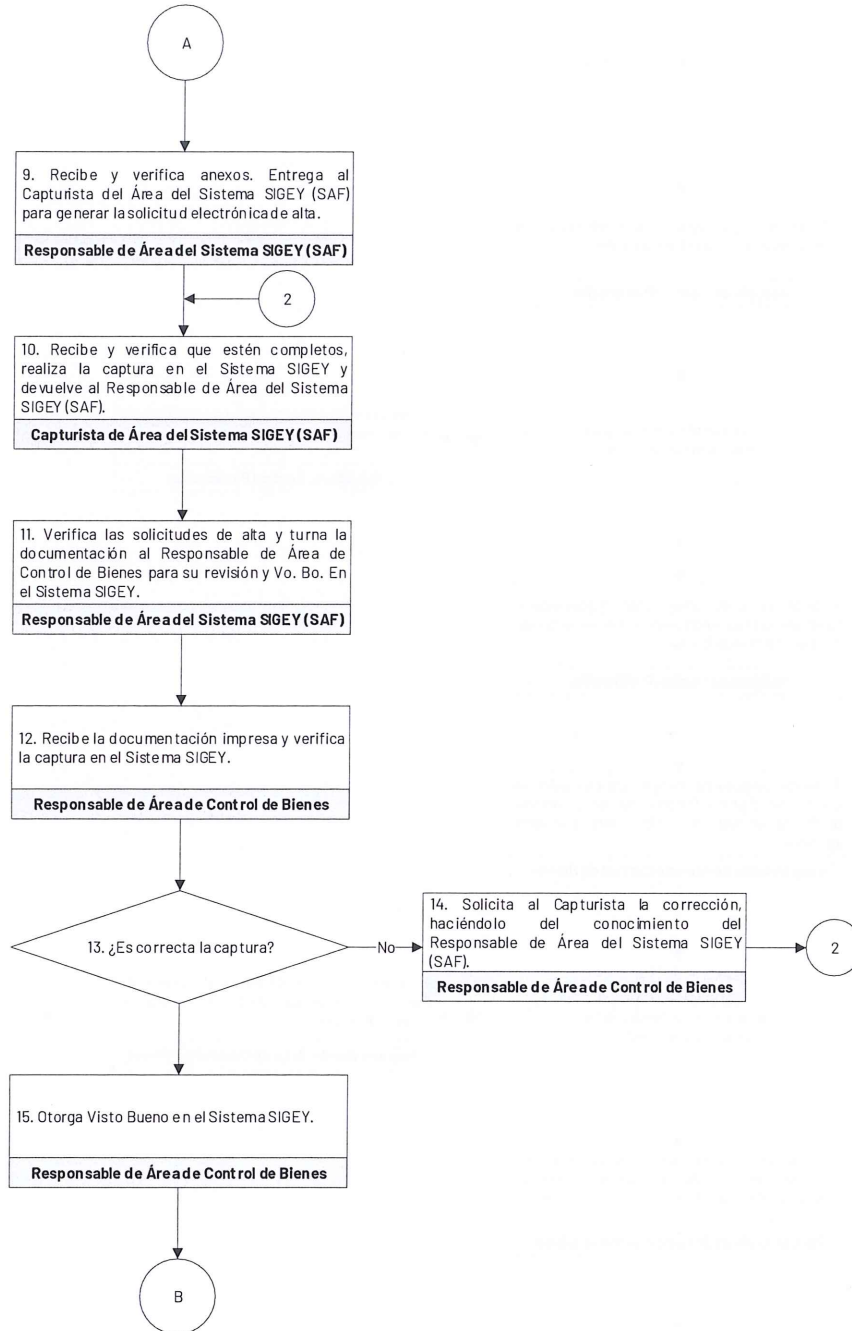 A
9. Recibe y verifica anexos. Entrega al
Capturista del Área del Sistema SIGEY (SAF)
para generar la solicitud electrónica de alta.
Responsable de Área del Sistema SIGEY (SAF)
2
10. Recibe y verifica que estén completos,
realiza la captura en el Sistema SIGEY y
devuelve al Responsable de Área del Sistema
SIGEY (SAF).
Capturista de Área del Sistema SIGEY (SAF)
11. Verifica las solicitudes de alta y turna la
documentación al Responsable de Área de
Control de Bienes para su revisión y Vo. Bo. En
el Sistema SIGEY.
Responsable de Área del Sistema SIGEY (SAF)
12. Recibe la documentación impresa y verifica
la captura en el Sistema SIGEY.
Responsable de Área de Control de Bienes
13. ¿Es correcta la captura?
No
14. Solicita al Capturista la corrección,
haciéndolo del conocimiento del
Responsable de Área del Sistema SIGEY
(SAF).
Responsable de Área de Control de Bienes
2
15. Otorga Visto Bueno en el Sistema SIGEY.
Responsable de Área de Control de Bienes
B